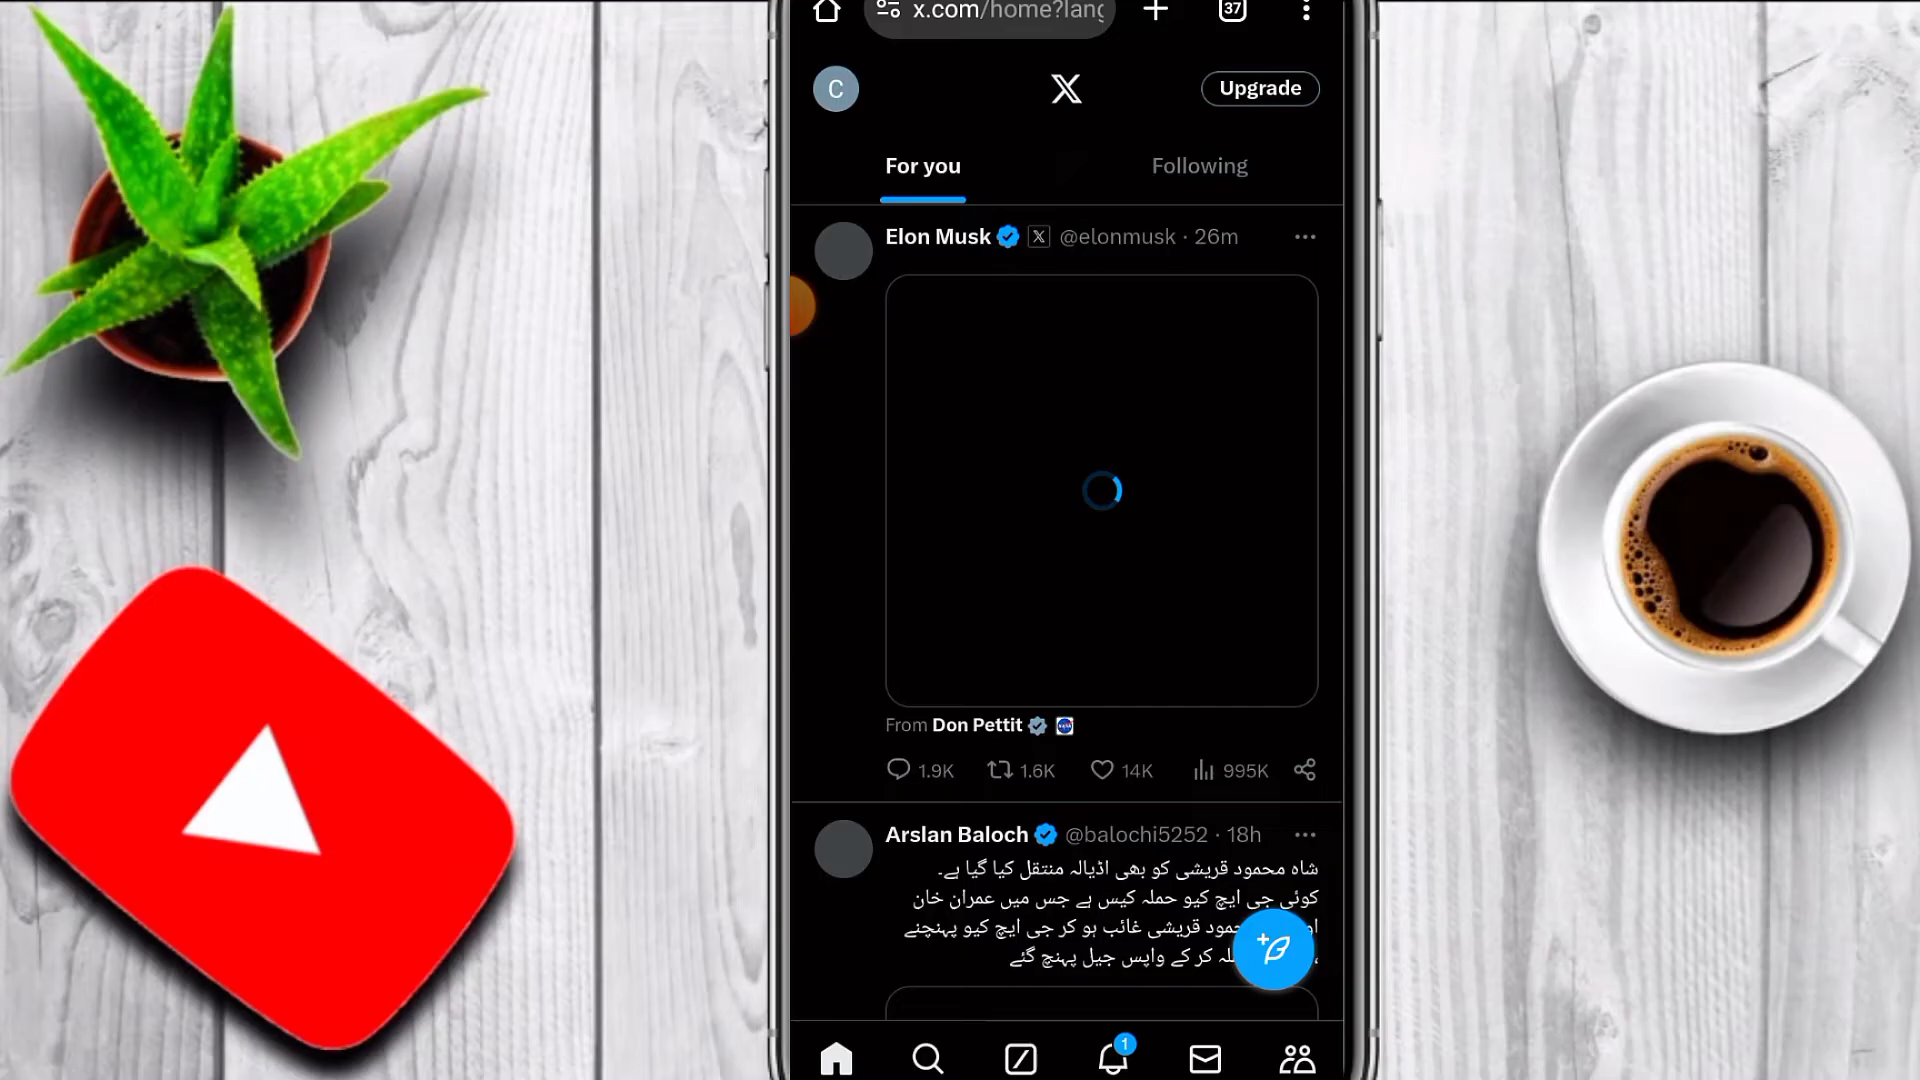 x.com/home?lang
37
C
Upgrade
For you
Following
Elon Musk @elonmusk · 26m
From Don Pettit
1.9K 1.6K 14K 995K
Arslan Baloch @balochi5252 · 18h
شاہ محمود قریشی کو بھی اڈیالہ منتقل کیا گیا ہے۔
کوئی جی ایچ کیو حملہ کیس ہے جس میں عمران خان
قریشی غائب ہو کر جی ایچ کیو پہنچنے
کر کے واپس جیل پہنچ گئے
1